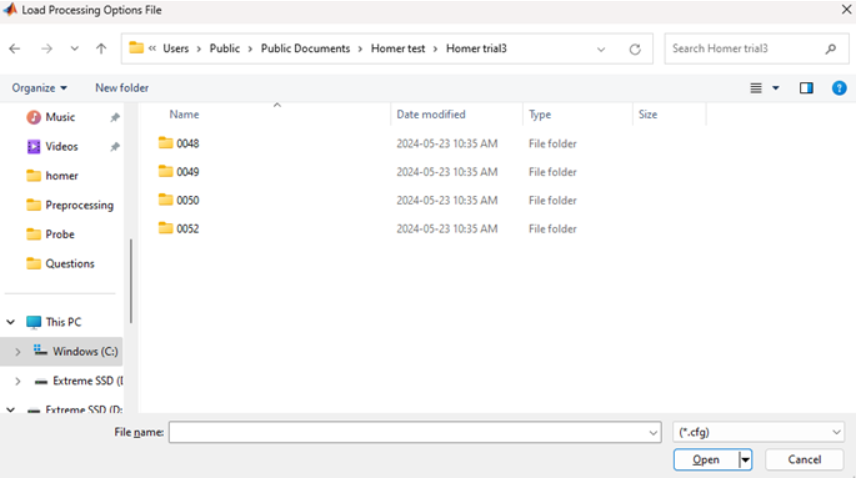 Load Processing Options File
« Users > Public > Public Documents > Homer test > Homer trial3
Search Homer trial3
Organize
New folder
Name
Date modified
Type
Size
Music
Videos
homer
Preprocessing
Probe
Questions
This PC
Windows (C:)
Extreme SSD (
Extreme SSD (D:
0048 2024-05-23 10:35 AM File folder
0049 2024-05-23 10:35 AM File folder
0050 2024-05-23 10:35 AM File folder
0052 2024-05-23 10:35 AM File folder
File name:
(*.cfg)
Open
Cancel